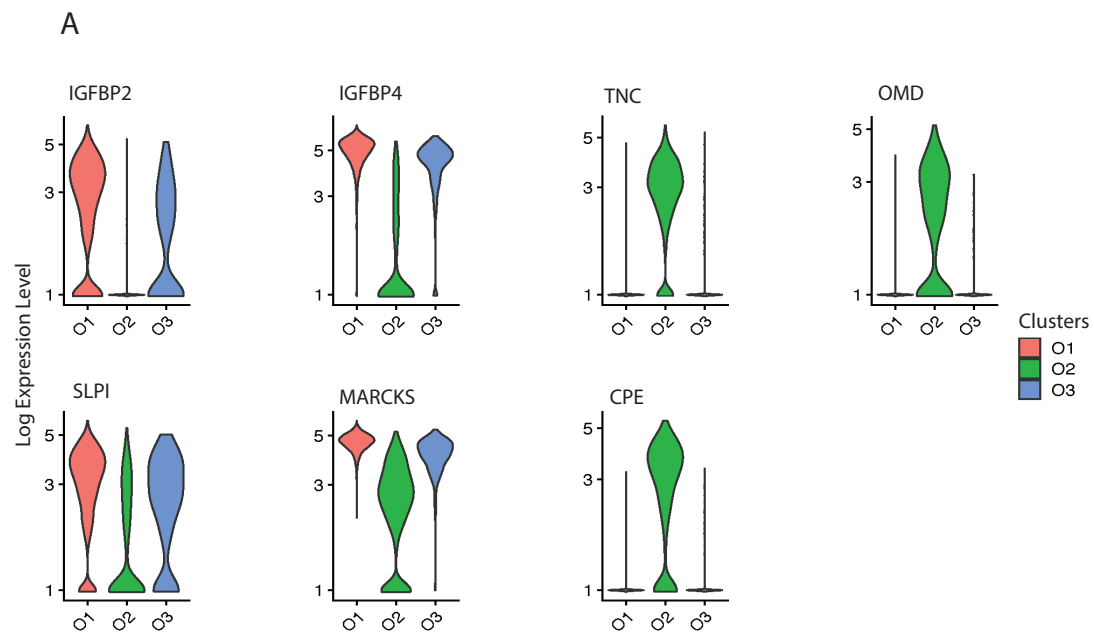 A
IGFBP2
IGFBP4
TNC
OMD
5
3
1
O1
O2
O3
5
3
1
O1
O2
O3
5
3
1
O1
O2
O3
5
3
1
O1
O2
O3
Log Expression Level
Clusters
O1
O2
O3
SLPI
MARCKS
CPE
5
3
1
O1
O2
O3
5
3
1
O1
O2
O3
5
3
1
O1
O2
O3